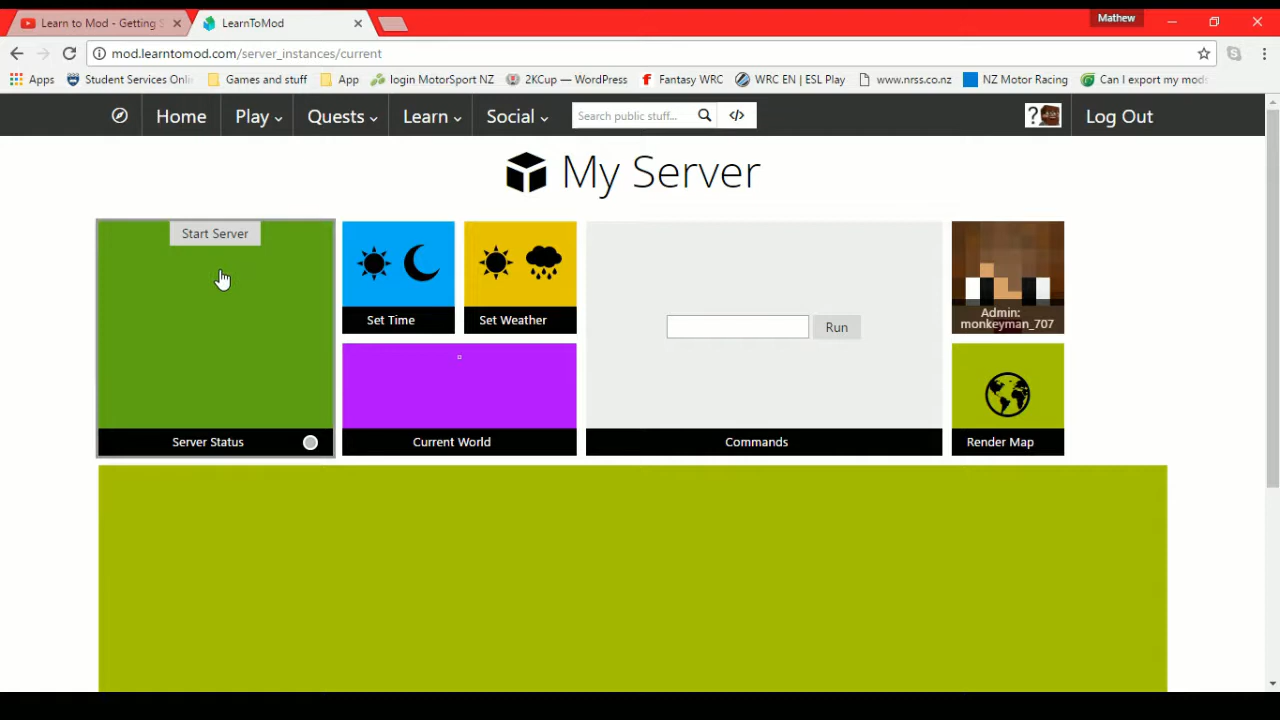 Learn to Mod - Getting S
LearnToMod
Mathew
mod.learntomod.com/server_instances/current
Apps
Student Services Onli
Games and stuff
App
login Motorsport NZ
2KCup — WordPress
Fantasy WRC
WRC EN | ESL Play
www.nrss.co.nz
NZ Motor Racing
Can I export my mods
Home
Play
Quests
Learn
Social
Search public stuff...
</>
?
Log Out
My Server
Start Server
Server Status
Set Time
Set Weather
Current World
Run
Commands
Admin:
monkeyman_707
Render Map